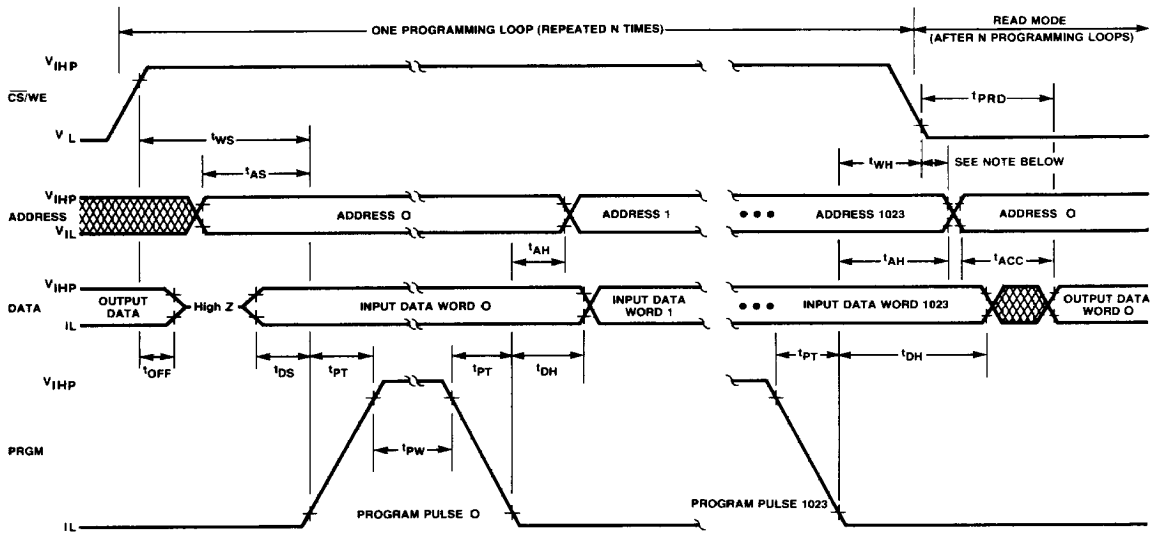 ONE PROGRAMMING LOOP (REPEATED N TIMES)
READ MODE
(AFTER N PROGRAMMING LOOPS)
VIHP
CS/WE
VL
tWS
tPRD
tAS
tWH
SEE NOTE BELOW
VIHP
ADDRESS
VIL
ADDRESS O
ADDRESS 1
••• ADDRESS 1023
ADDRESS O
tAH
tAH
tACC
VIHP
DATA
IL
OUTPUT
DATA
High Z
INPUT DATA WORD O
INPUT DATA
WORD 1
••• INPUT DATA WORD 1023
OUTPUT DATA
WORD O
tOFF
tDS
tPT
tPT
tDH
tPT
tDH
VIHP
PRGM
IL
tPW
PROGRAM PULSE O
PROGRAM PULSE 1023